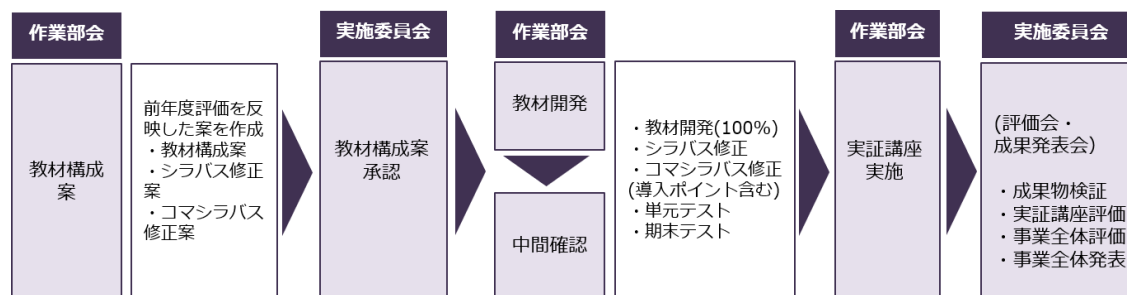 作業部会
教材構成
案
前年度評価を反
映した案を作成
・教材構成案
・シラバス修正
案
・コマシラバス
修正案
実施委員会
教材構成案
承認
作業部会
教材開発
中間確認
・教材開発(100%)
・シラバス修正
・コマシラバス修正
(導入ポイント含む)
・単元テスト
・期末テスト
作業部会
実証講座
実施
実施委員会
(評価会・
成果発表会)
・成果物検証
・実証講座評価
・事業全体評価
・事業全体発表